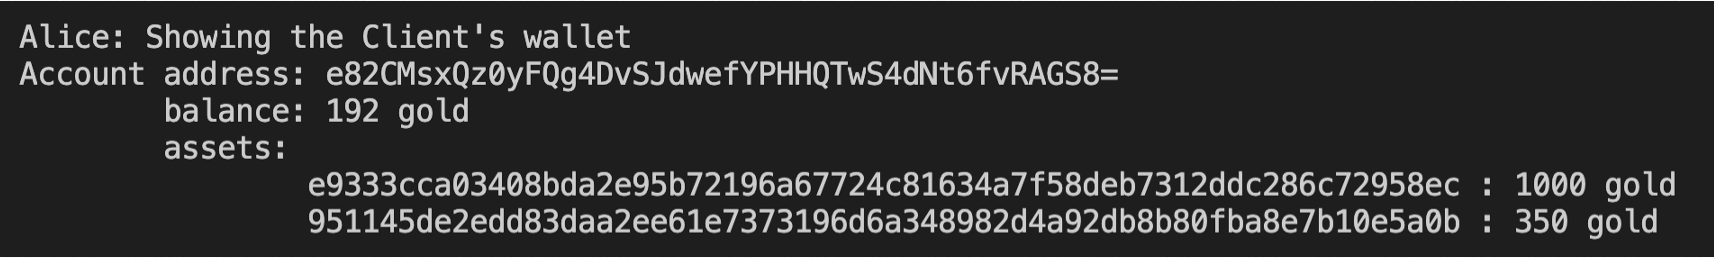 Alice: Showing the Client's wallet
Account address: e82CMsxQz0yFQg4DvSJdwefYPHHQTwS4dNt6fvRAGS8=
balance: 192 gold
assets:
e9333cca03408bda2e95b72196a67724c81634a7f58deb7312ddc286c72958ec : 1000 gold
951145de2edd83daa2ee61e7373196d6a348982d4a92db8b80fba8e7b10e5a0b : 350 gold